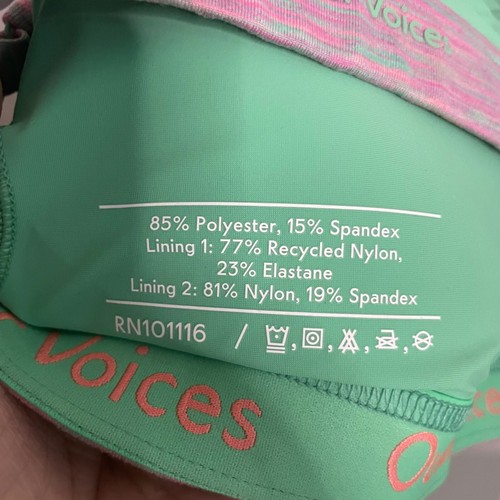 Voices
85% Polyester, 15% Spandex
Lining 1: 77% Recycled Nylon,
23% Elastane
Lining 2: 81% Nylon, 19% Spandex
RN101116 /
Voices